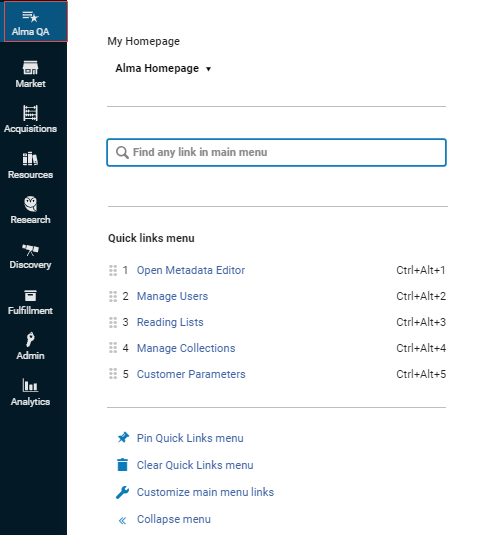 Alma QA
Market
Acquisitions
Resources
Research
Discovery
Fulfillment
Admin
Analytics
My Homepage
Alma Homepage
Find any link in main menu
Quick links menu
1 Open Metadata Editor Ctrl+Alt+1
2 Manage Users Ctrl+Alt+2
3 Reading Lists Ctrl+Alt+3
4 Manage Collections Ctrl+Alt+4
5 Customer Parameters Ctrl+Alt+5
Pin Quick Links menu
Clear Quick Links menu
Customize main menu links
Collapse menu